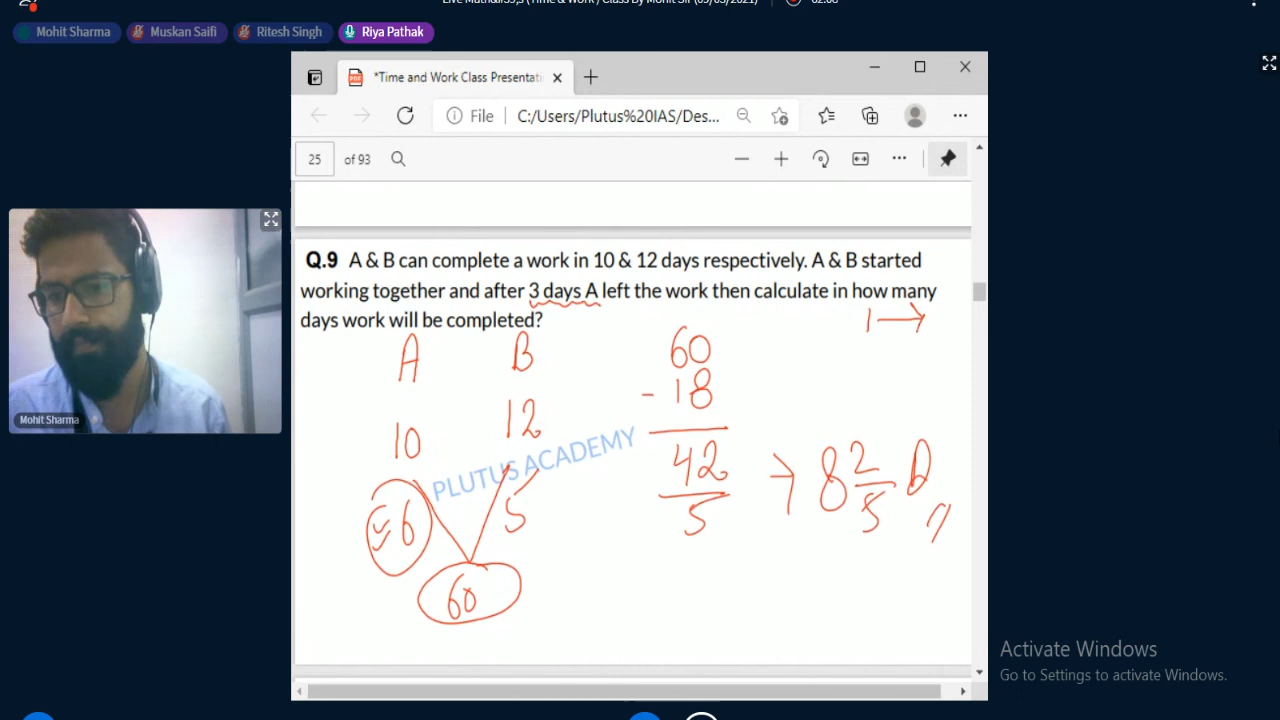 Mohit Sharma
Muskan Saifi
Ritesh Singh
Riya Pathak
*Time and Work Class Presentati
File
C:/Users/Plutus%20IAS/Des...
25 of 93
Q.9 A & B can complete a work in 10 & 12 days respectively. A & B started
working together and after 3 days A left the work then calculate in how many
days work will be completed?
A B
10 12
6 5
60
60
- 18
42
5
8 2/5 D
PLUTUS ACADEMY
Mohit Sharma
Activate Windows
Go to Settings to activate Windows.